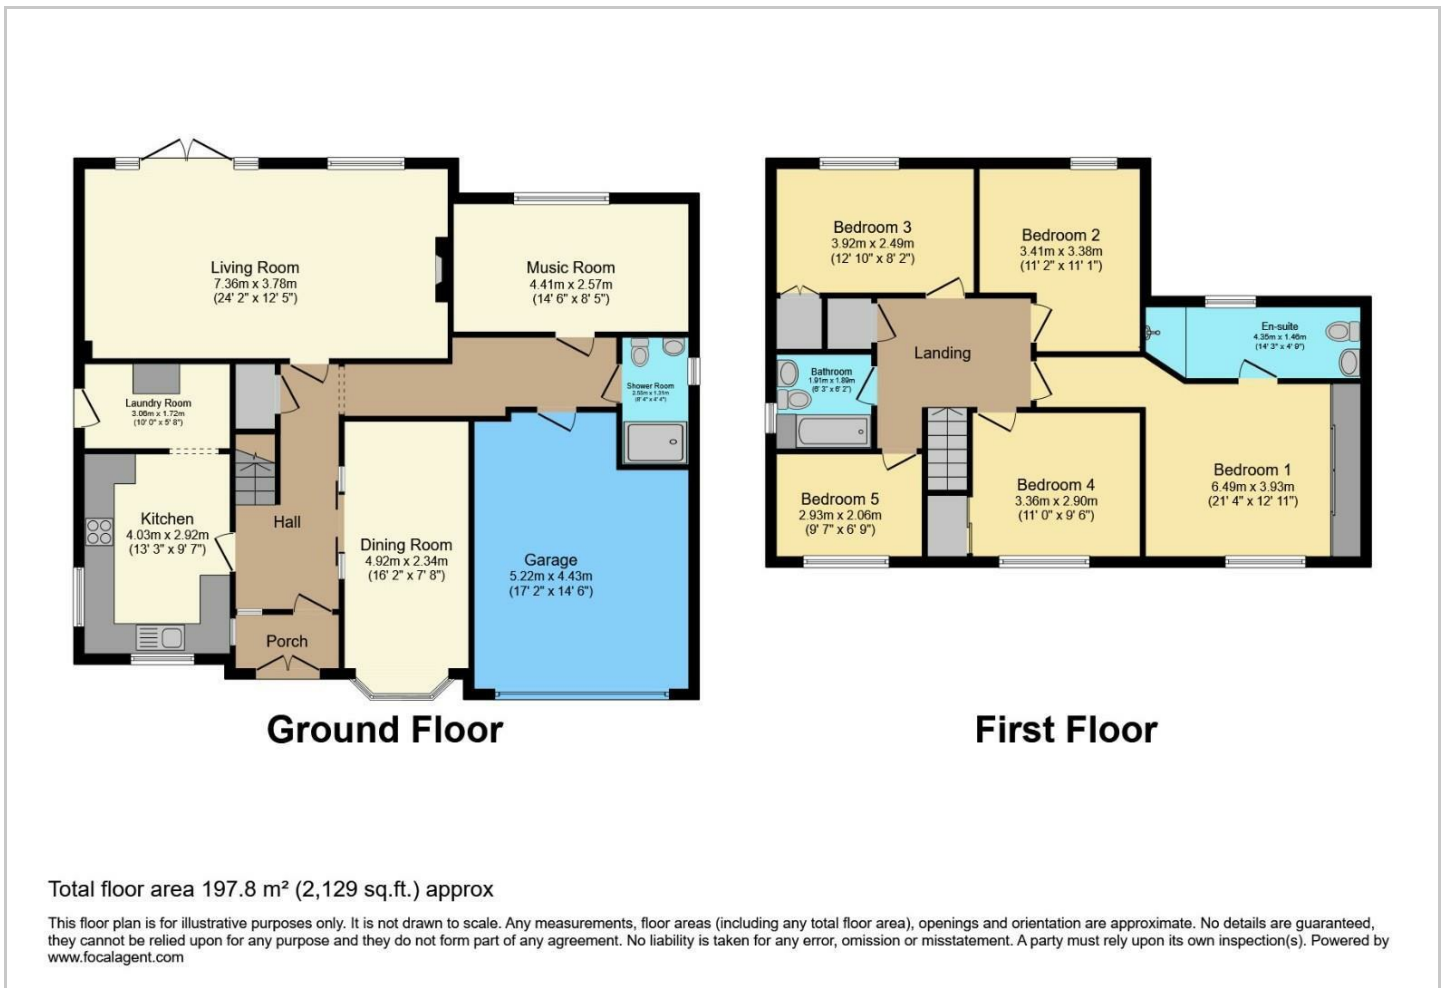 Living Room
7.36m x 3.78m
(24' 2" x 12' 5")
Music Room
4.41m x 2.57m
(14' 6" x 8' 5")
Laundry Room
3.06m x 1.72m
(10' 0" x 5' 8")
Shower Room
2.55m x 1.31m
(8' 4" x 4' 4")
Kitchen
4.03m x 2.92m
(13' 3" x 9' 7")
Hall
Dining Room
4.92m x 2.34m
(16' 2" x 7' 8")
Garage
5.22m x 4.43m
(17' 2" x 14' 6")
Porch
Ground Floor
Bedroom 3
3.92m x 2.49m
(12' 10" x 8' 2")
Bedroom 2
3.41m x 3.38m
(11' 2" x 11' 1")
En-suite
4.35m x 1.46m
(14' 3" x 4' 9")
Landing
Bathroom
1.91m x 1.89m
(6' 3" x 6' 2")
Bedroom 1
6.49m x 3.93m
(21' 4" x 12' 11")
Bedroom 4
3.36m x 2.90m
(11' 0" x 9' 6")
Bedroom 5
2.93m x 2.06m
(9' 7" x 6' 9")
First Floor
Total floor area 197.8 m² (2,129 sq.ft.) approx
This floor plan is for illustrative purposes only. It is not drawn to scale. Any measurements, floor areas (including any total floor area), openings and orientation are approximate. No details are guaranteed,
they cannot be relied upon for any purpose and they do not form part of any agreement. No liability is taken for any error, omission or misstatement. A party must rely upon its own inspection(s). Powered by
www.focalagent.com